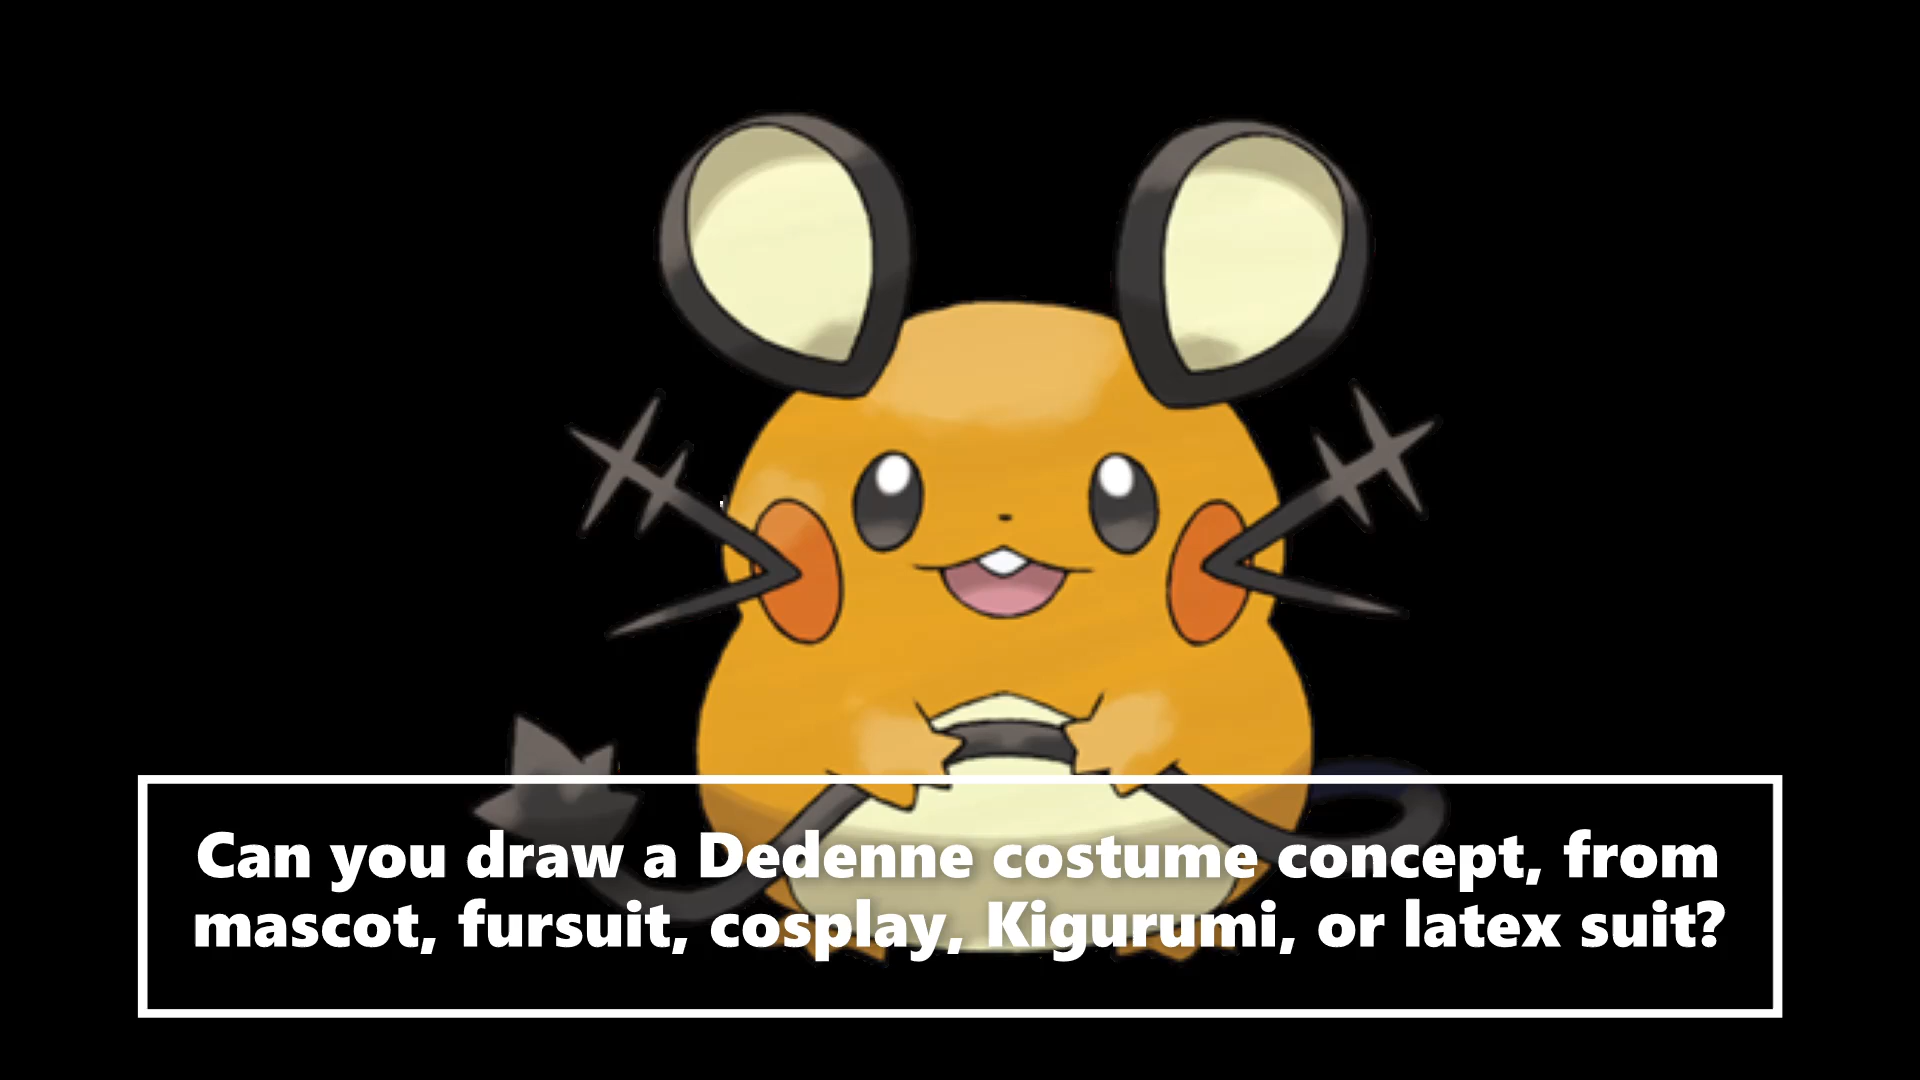 Can you draw a Dedenne costume concept, from
mascot, fursuit, cosplay, Kigurumi, or latex suit?